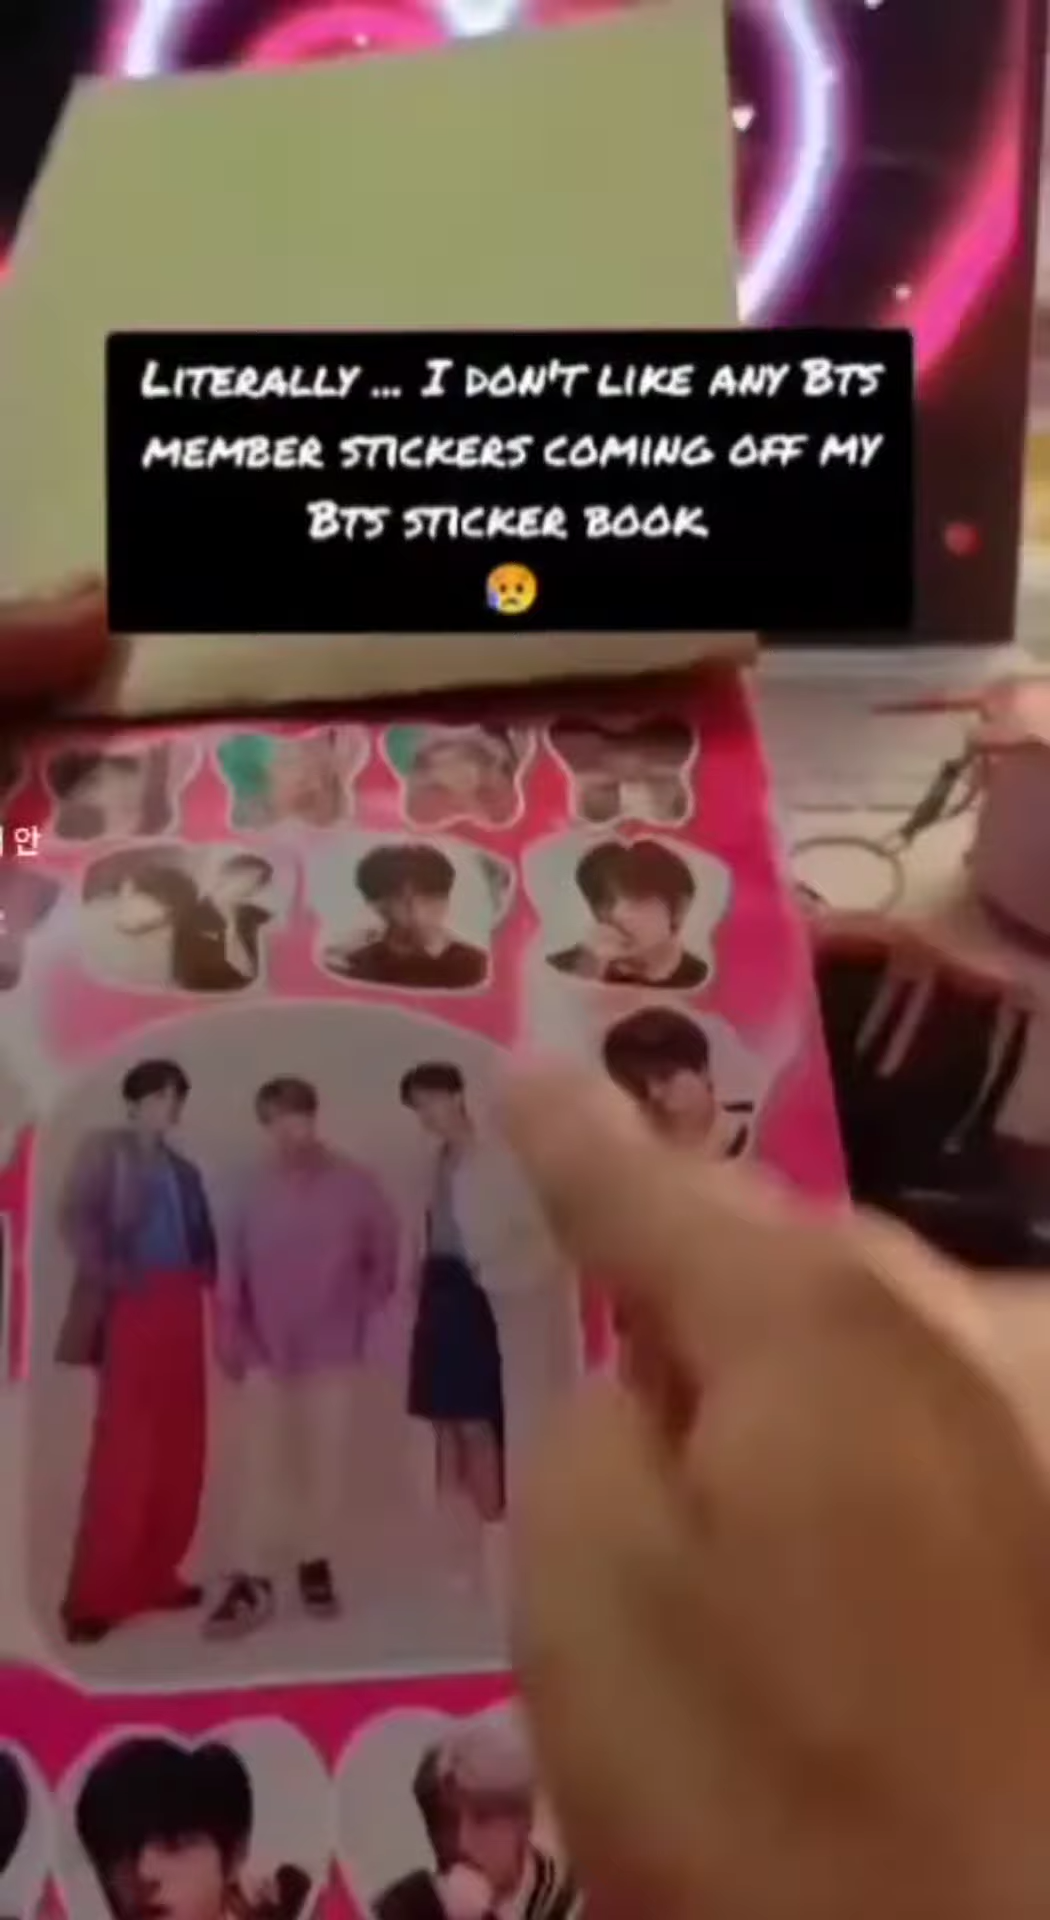 Literally ... I don't like any Bts
member stickers coming off my
Bts sticker book
😥
안